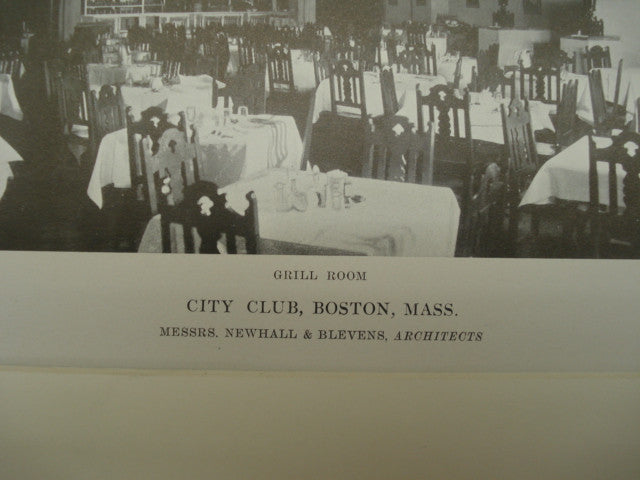 GRILL ROOM
CITY CLUB, BOSTON, MASS.
MESSRS. NEWHALL & BLEVENS, ARCHITECTS